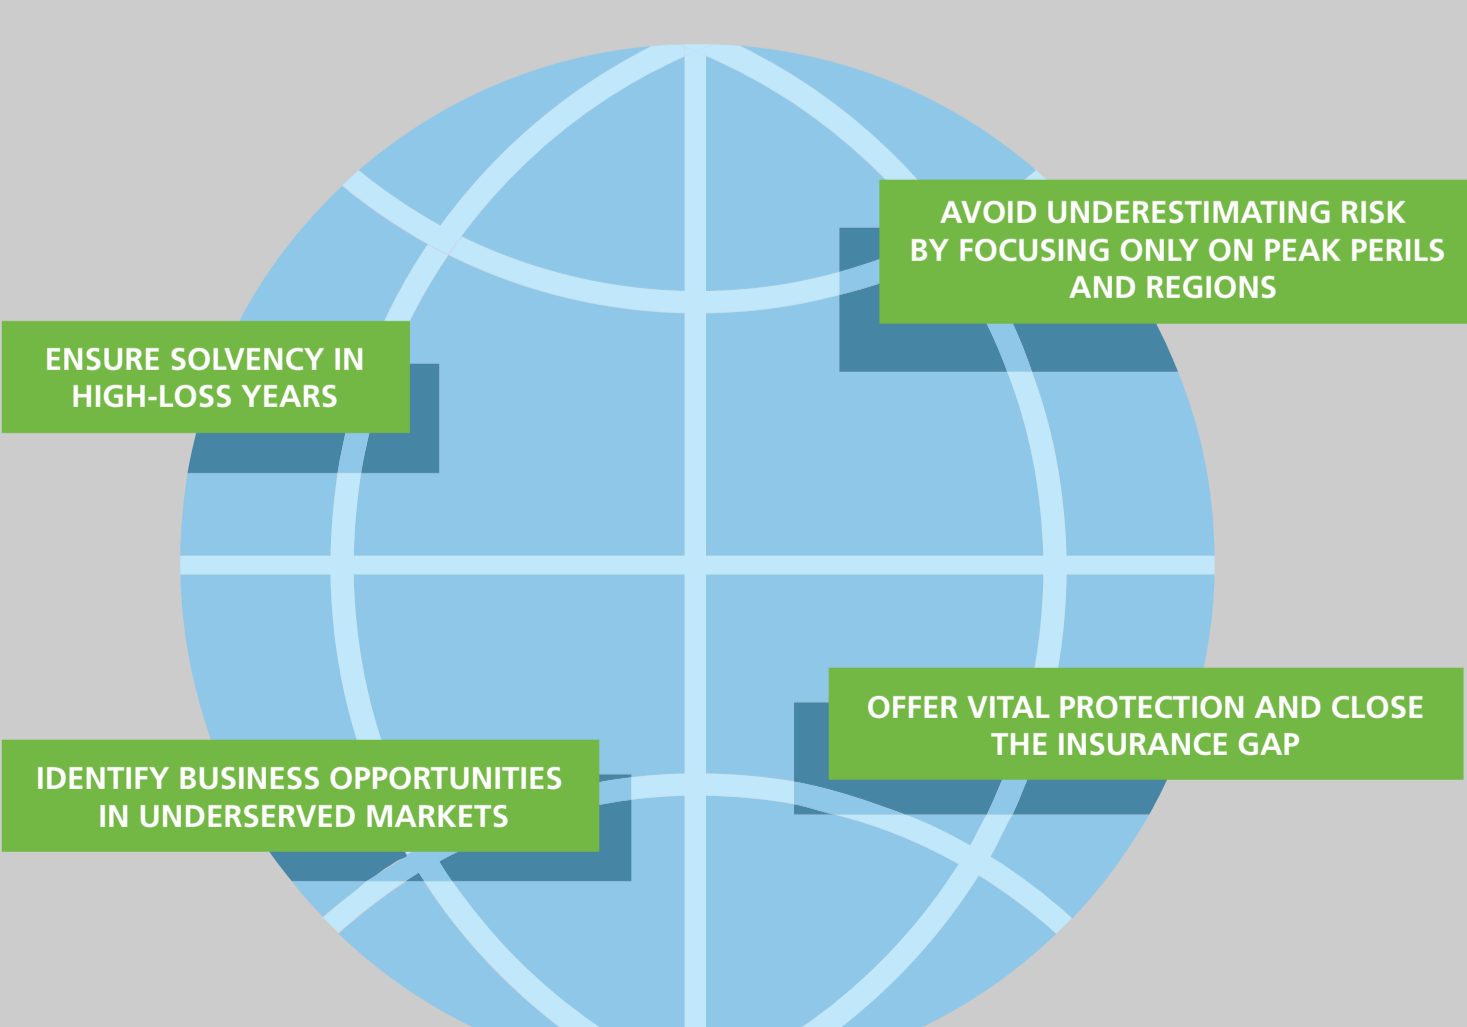 AVOID UNDERESTIMATING RISK
BY FOCUSING ONLY ON PEAK PERILS
AND REGIONS
ENSURE SOLVENCY IN
HIGH-LOSS YEARS
OFFER VITAL PROTECTION AND CLOSE
THE INSURANCE GAP
IDENTIFY BUSINESS OPPORTUNITIES
IN UNDERSERVED MARKETS